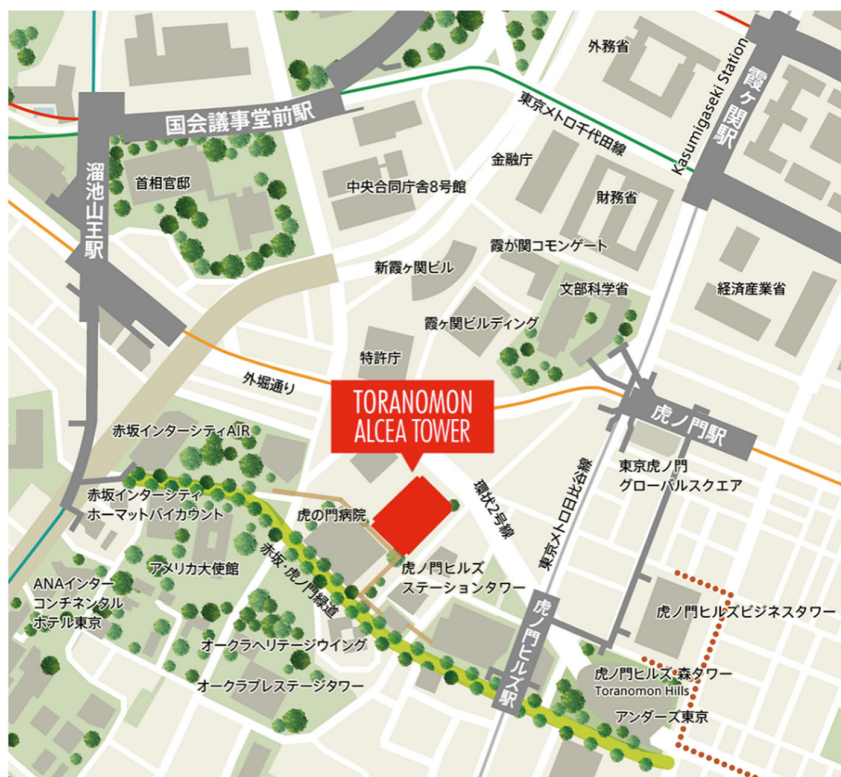 外務省
Kasumigaseki Station
霞ヶ関駅
国会議事堂前駅
東京メトロ千代田線
金融庁
首相官邸
中央合同庁舎8号館
財務省
溜池山王駅
新霞ヶ関ビル
霞が関コモンゲート
文部科学省
経済産業省
霞ヶ関ビルディング
特許庁
外堀通り
TORANOMON
ALCEA TOWER
虎ノ門駅
赤坂インターシティAIR
東京虎ノ門
グローバルスクエア
赤坂インターシティ
ホーマットバイカウント
虎の門病院
環状2号線
東京メトロ日比谷線
アメリカ大使館
赤坂・虎ノ門緑道
虎ノ門ヒルズ
ステーションタワー
ANAインター
コンチネンタル
ホテル東京
虎ノ門ヒルズビジネスタワー
オークラヘリテージウイング
虎ノ門ヒルズ駅
オークラプレステージタワー
虎ノ門ヒルズ 森タワー
Toranomon Hills
アンダーズ東京